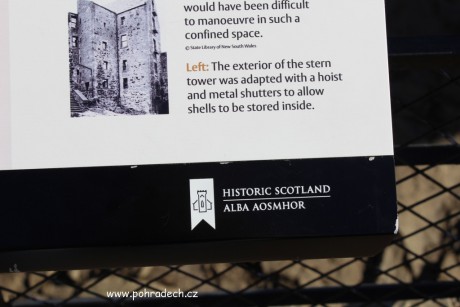 would have been difficult
to manoeuvre in such a
confined space.
© State Library of New South Wales
Left: The exterior of the stern
tower was adapted with a hoist
and metal shutters to allow
shells to be stored inside.
HISTORIC SCOTLAND
ALBA AOSMHOR
www.pohradech.cz